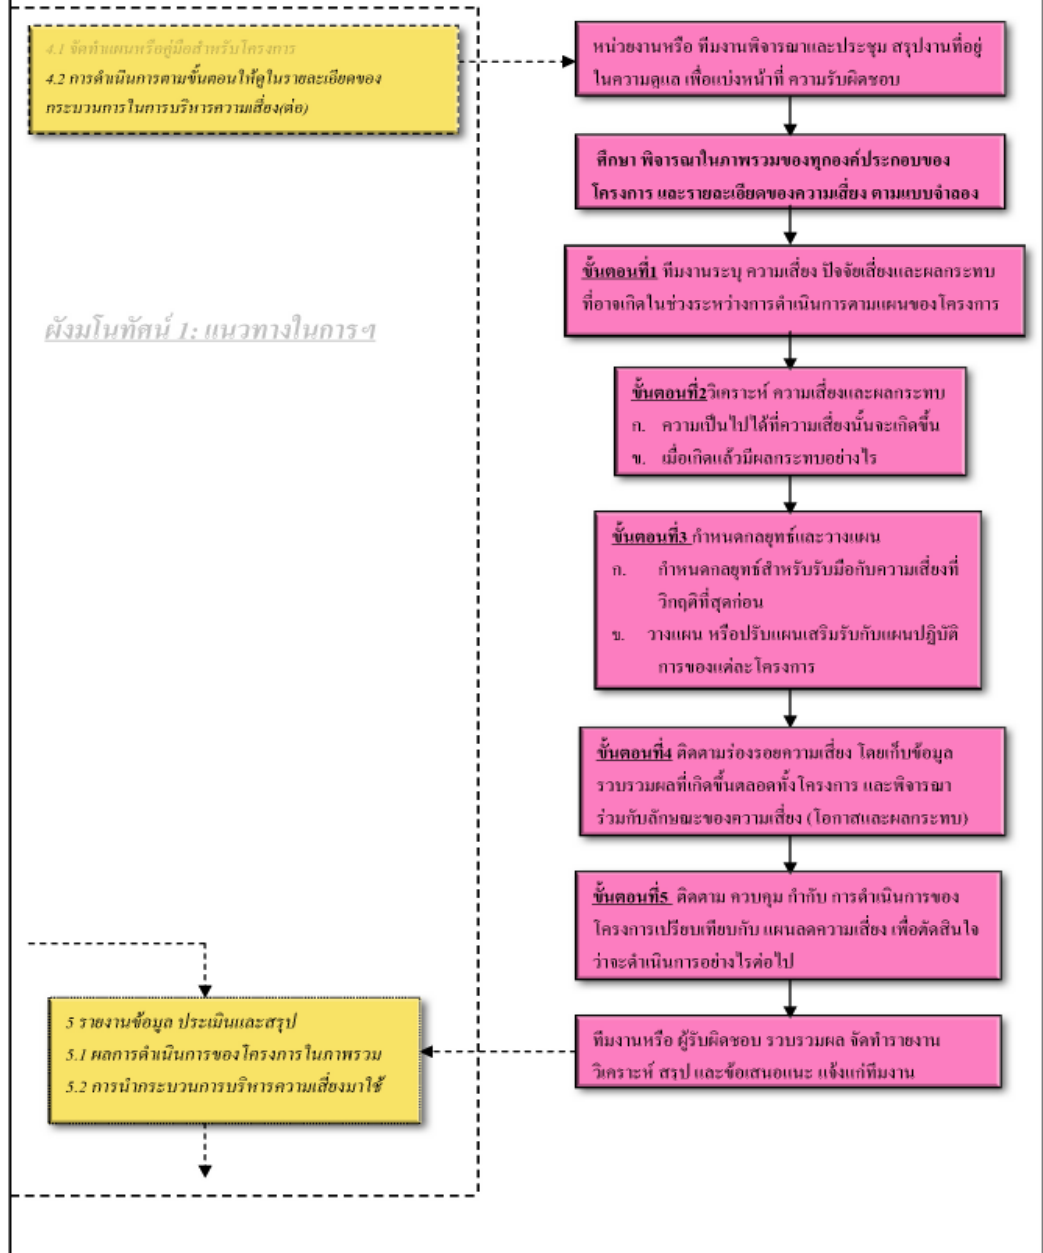 4.1 จัดทำแผนหรือคู่มือสำหรับโครงการ
4.2 การดำเนินการตามขั้นตอนให้ดูในรายละเอียดของ
กระบวนการในการบริหารความเสี่ยง(ต่อ)
หน่วยงานหรือ ทีมงานพิจารณาและประชุม สรุปงานที่อยู่
ในความดูแล เพื่อแบ่งหน้าที่ ความรับผิดชอบ
ศึกษา พิจารณาในภาพรวมของทุกองค์ประกอบของ
โครงการ และรายละเอียดของความเสี่ยง ตามแบบจำลอง
ขั้นตอนที่1 ทีมงานระบุ ความเสี่ยง ปัจจัยเสี่ยงและผลกระทบ
ที่อาจเกิดในช่วงระหว่างการดำเนินการตามแผนของโครงการ
ผังมโนทัศน์ 1: แนวทางในการฯ
ขั้นตอนที่2วิเคราะห์ ความเสี่ยงและผลกระทบ
ก. ความเป็นไปได้ที่ความเสี่ยงนั้นจะเกิดขึ้น
ข. เมื่อเกิดแล้วมีผลกระทบอย่างไร
ขั้นตอนที่3 กำหนดกลยุทธ์และวางแผน
ก. กำหนดกลยุทธ์สำหรับรับมือกับความเสี่ยงที่
วิกฤติที่สุดก่อน
ข. วางแผน หรือปรับแผนเสริมรับกับแผนปฏิบัติ
การของแต่ละโครงการ
ขั้นตอนที่4 ติดตามร่องรอยความเสี่ยง โดยเก็บข้อมูล
รวบรวมผลที่เกิดขึ้นตลอดทั้งโครงการ และพิจารณา
ร่วมกับลักษณะของความเสี่ยง (โอกาสและผลกระทบ)
ขั้นตอนที่5 ติดตาม ควบคุม กำกับ การดำเนินการของ
โครงการเปรียบเทียบกับ แผนลดความเสี่ยง เพื่อตัดสินใจ
ว่าจะดำเนินการอย่างไรต่อไป
5 รายงานข้อมูล ประเมินและสรุป
5.1 ผลการดำเนินการของโครงการในภาพรวม
5.2 การนำกระบวนการบริหารความเสี่ยงมาใช้
ทีมงานหรือ ผู้รับผิดชอบ รวบรวมผล จัดทำรายงาน
วิเคราะห์ สรุป และข้อเสนอแนะ แจ้งแก่ทีมงาน